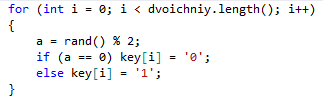 for (int i = 0; i < dvoichniy.length(); i++)
{
a = rand() % 2;
if (a == 0) key[i] = '0';
else key[i] = '1';
}